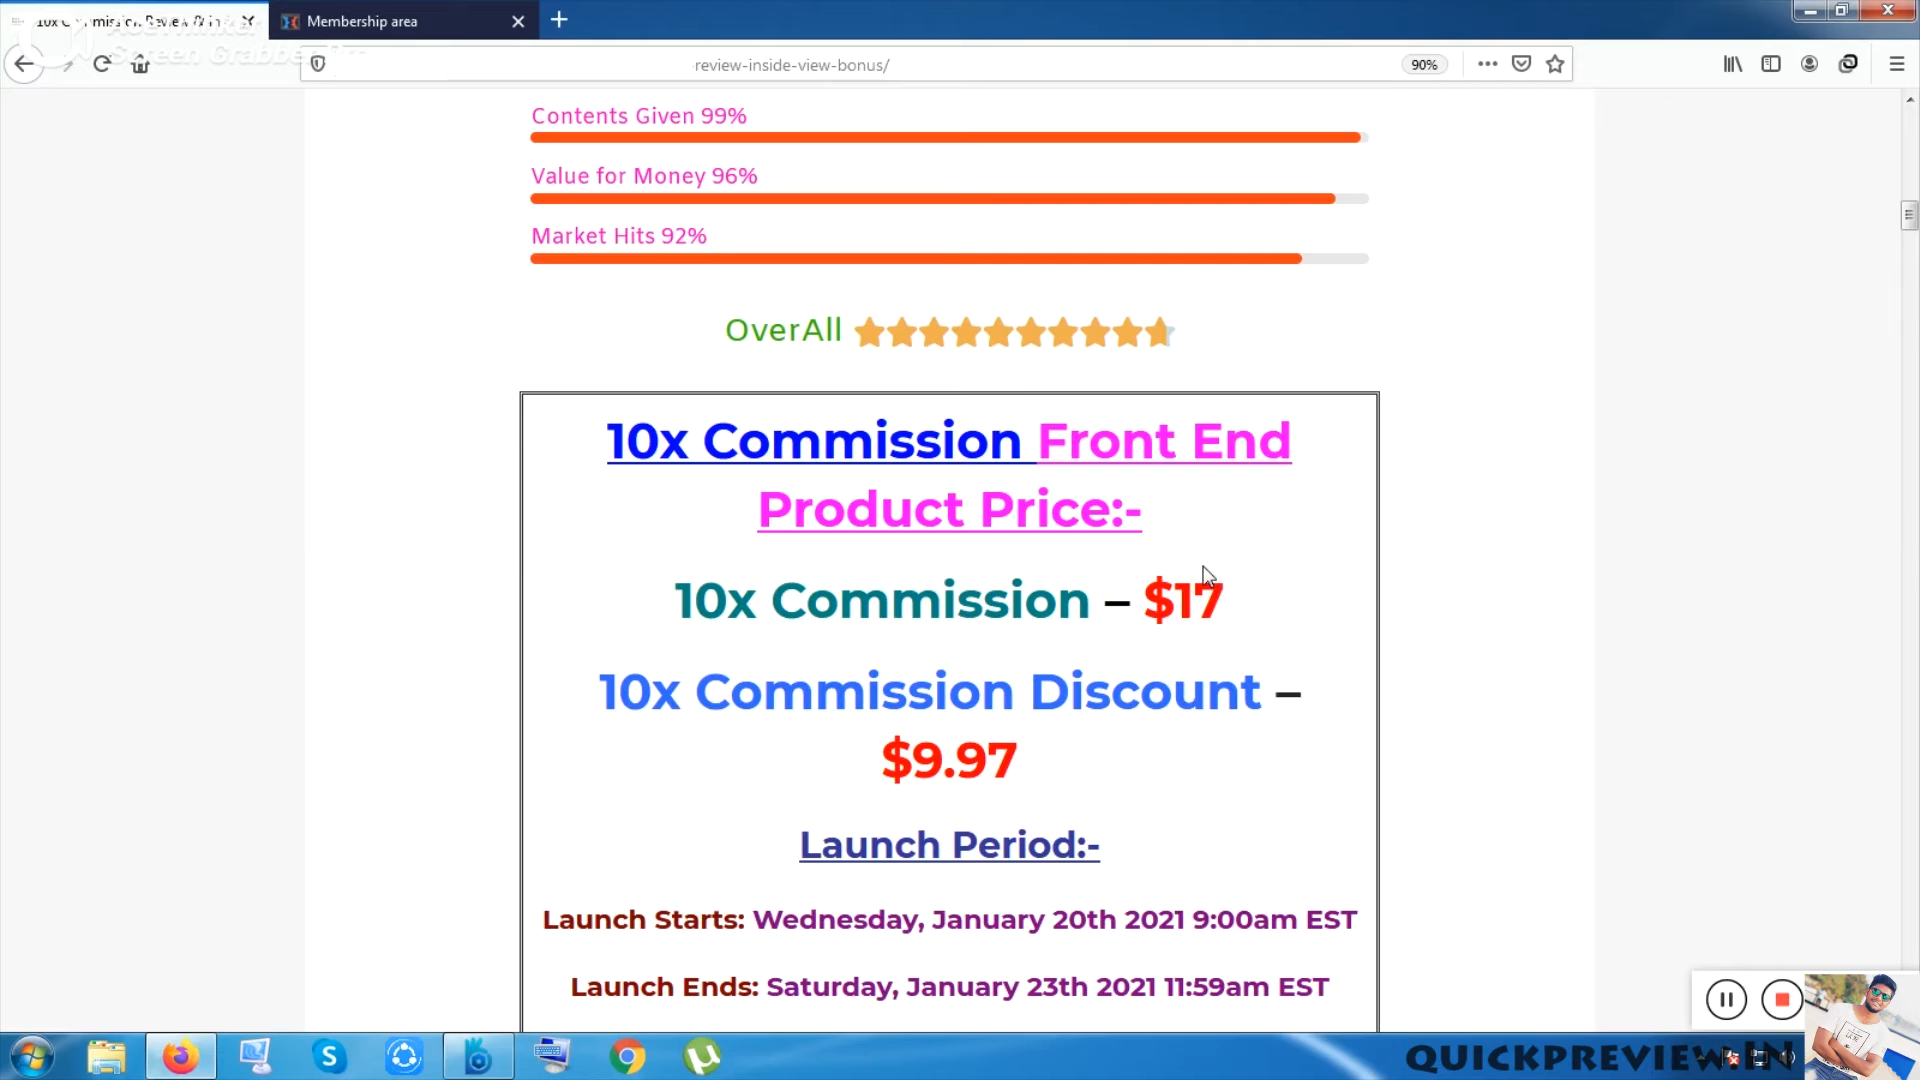 Membership area
review-inside-view-bonus/
90%
Contents Given 99%
Value for Money 96%
Market Hits 92%
OverAll
10x Commission Front End
Product Price:-
10x Commission – $17
10x Commission Discount –
$9.97
Launch Period:-
Launch Starts: Wednesday, January 20th 2021 9:00am EST
Launch Ends: Saturday, January 23th 2021 11:59am EST
QUICKPREVIEW.IN